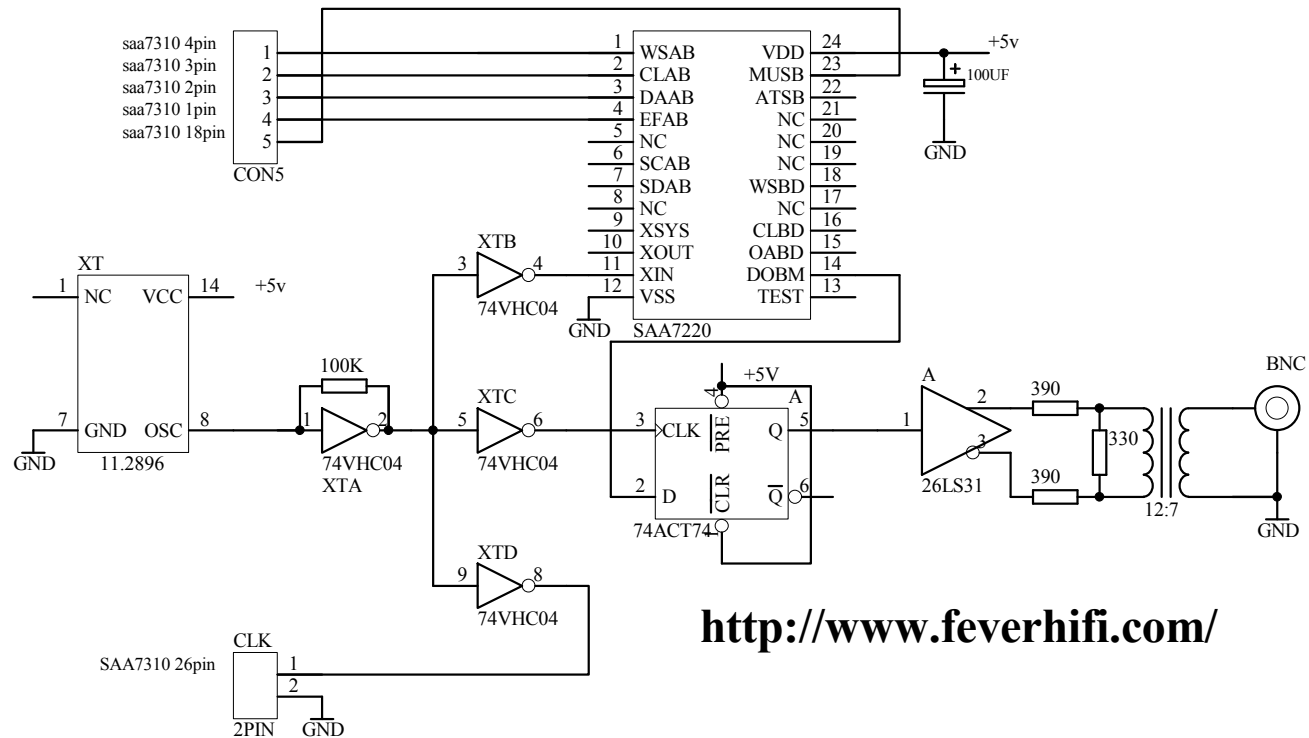 saa7310 4pin
saa7310 3pin
saa7310 2pin
saa7310 1pin
saa7310 18pin
1
2
3
4
5
CON5
1 WSAB VDD 24
2 CLAB MUSB 23
3 DAAB ATSB 22
4 EFAB NC 21
5 NC NC 20
6 SCAB NC 19
7 SDAB WSBD 18
8 NC NC 17
9 XSYS CLBD 16
10 XOUT OABD 15
11 XIN DOBM 14
12 VSS TEST 13
SAA7220
GND
+5v
+ 100UF
GND
XT
1 NC VCC 14 +5v
7 GND OSC 8
GND
11.2896
100K
1 2
74VHC04
XTA
XTB
3 4
74VHC04
XTC
5 6
74VHC04
XTD
9 8
74VHC04
+5V
4 A
3 CLK PRE Q 5
2 D CLR Q 6
74ACT74 1
A
1 2
3
26LS31
390
330
390
12:7
BNC
GND
CLK
SAA7310 26pin 1
2
2PIN GND
http://www.feverhifi.com/